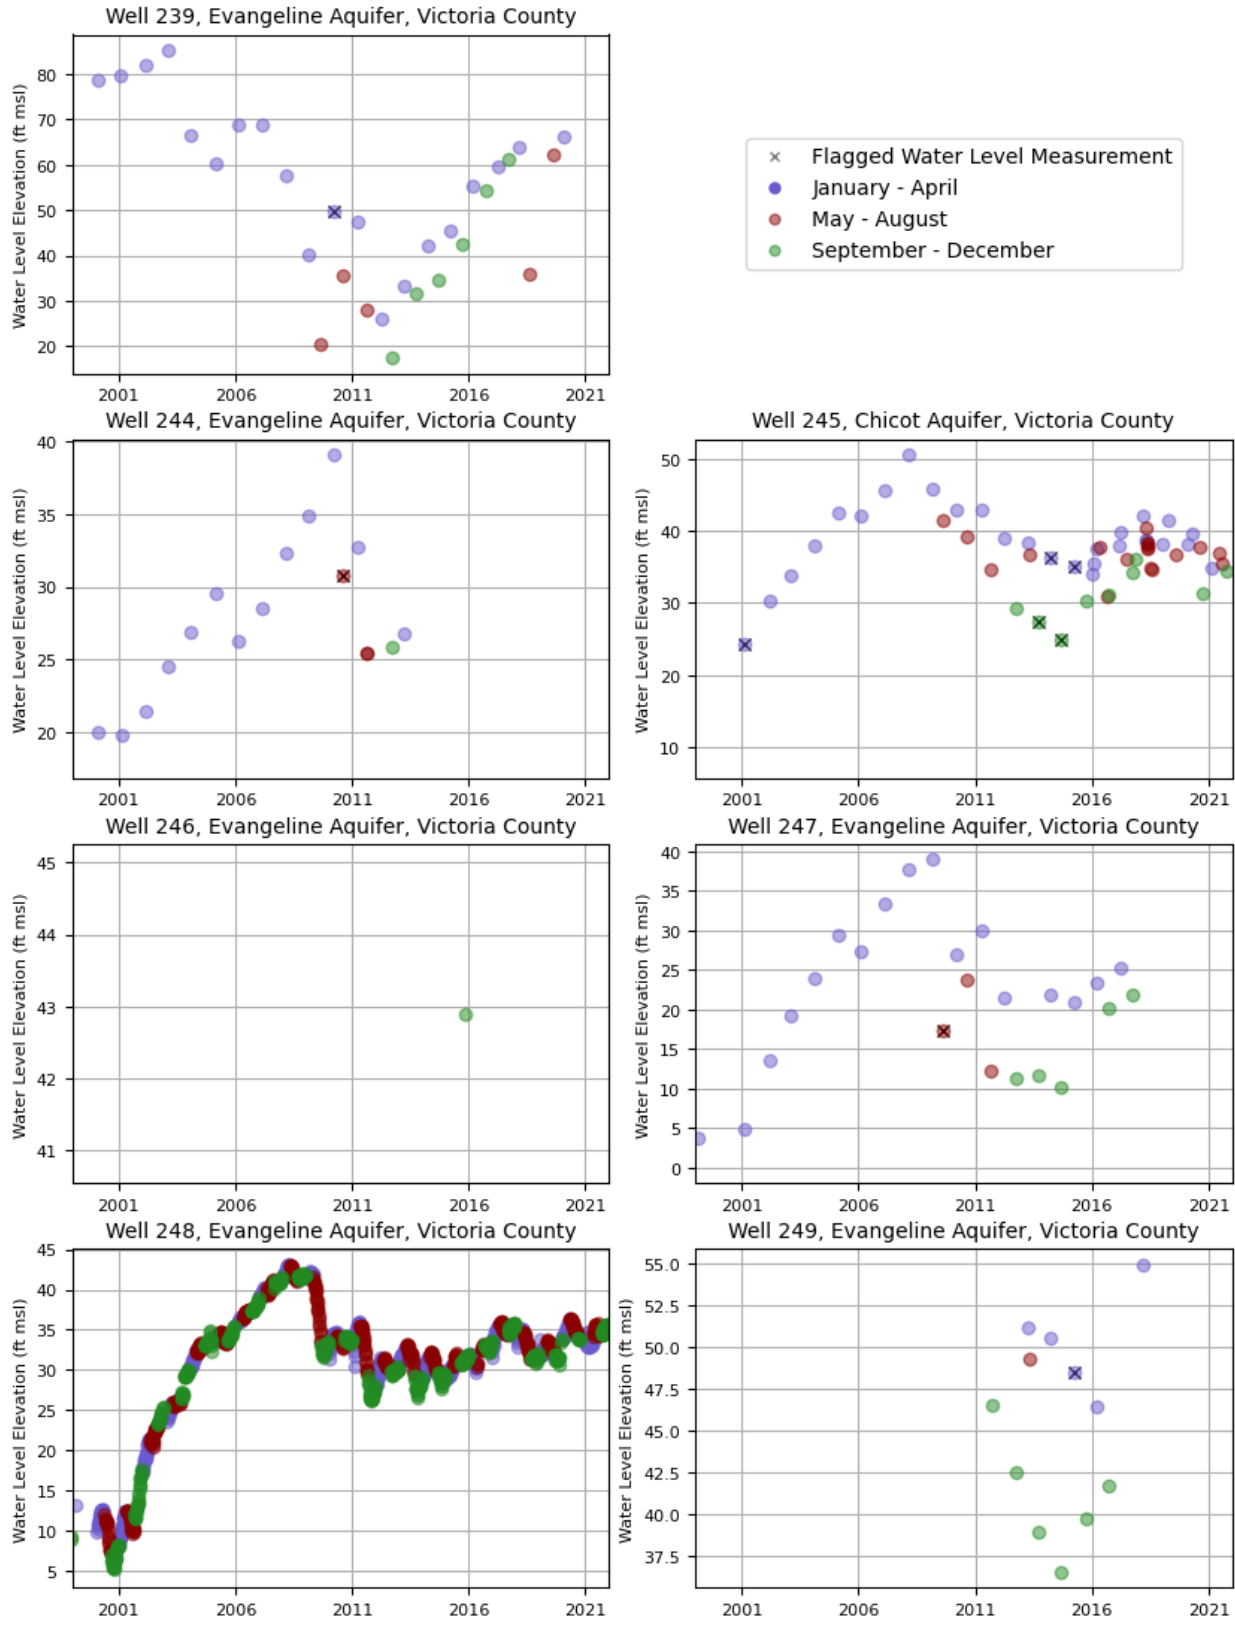 Well 239, Evangeline Aquifer, Victoria County
Water Level Elevation (ft msl)
80
70
60
50
40
30
20
2001 2006 2011 2016 2021
Flagged Water Level Measurement
January - April
May - August
September - December
Well 244, Evangeline Aquifer, Victoria County
Water Level Elevation (ft msl)
40
35
30
25
20
2001 2006 2011 2016 2021
Well 245, Chicot Aquifer, Victoria County
Water Level Elevation (ft msl)
50
40
30
20
10
2001 2006 2011 2016 2021
Well 246, Evangeline Aquifer, Victoria County
Water Level Elevation (ft msl)
45
44
43
42
41
2001 2006 2011 2016 2021
Well 247, Evangeline Aquifer, Victoria County
Water Level Elevation (ft msl)
40
35
30
25
20
15
10
5
0
2001 2006 2011 2016 2021
Well 248, Evangeline Aquifer, Victoria County
Water Level Elevation (ft msl)
45
40
35
30
25
20
15
10
5
2001 2006 2011 2016 2021
Well 249, Evangeline Aquifer, Victoria County
Water Level Elevation (ft msl)
55.0
52.5
50.0
47.5
45.0
42.5
40.0
37.5
2001 2006 2011 2016 2021